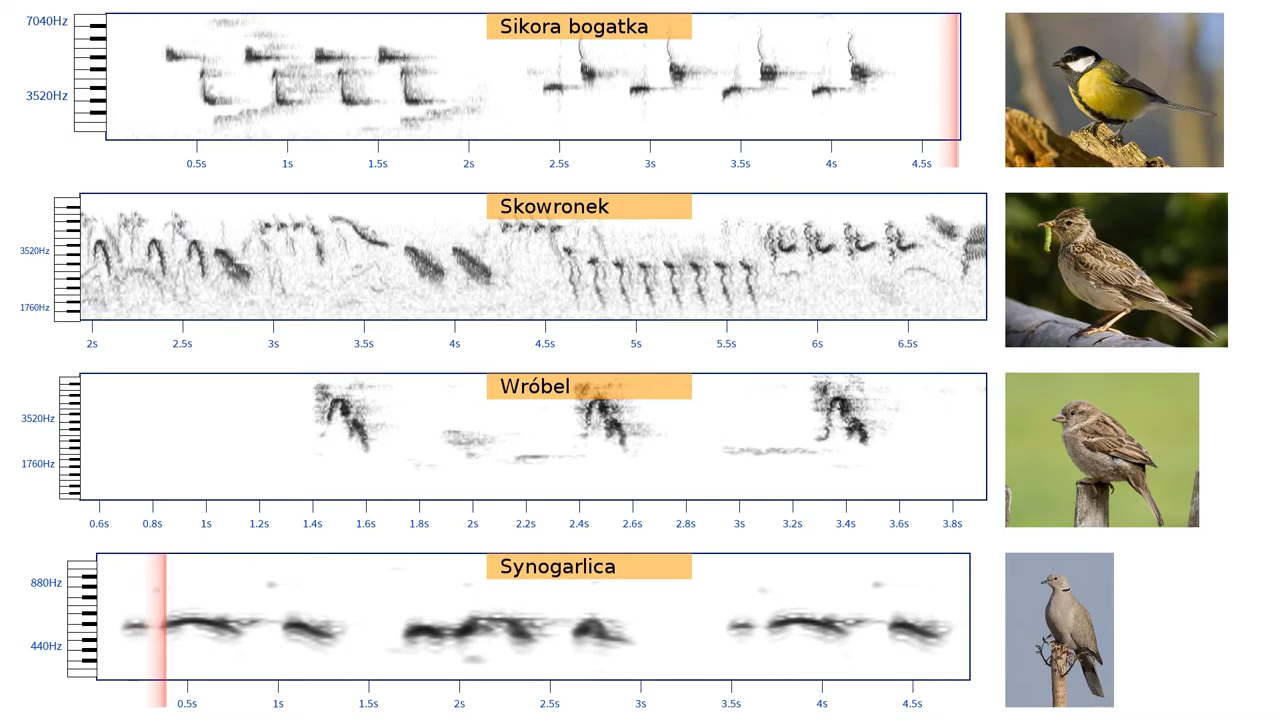 7040Hz
Sikora bogatka
3520Hz
0.5s 1s 1.5s 2s 2.5s 3s 3.5s 4s 4.5s
Skowronek
3520Hz
1760Hz
2s 2.5s 3s 3.5s 4s 4.5s 5s 5.5s 6s 6.5s
Wróbel
3520Hz
1760Hz
0.6s 0.8s 1s 1.2s 1.4s 1.6s 1.8s 2s 2.2s 2.4s 2.6s 2.8s 3s 3.2s 3.4s 3.6s 3.8s
Synogarlica
880Hz
440Hz
0.5s 1s 1.5s 2s 2.5s 3s 3.5s 4s 4.5s